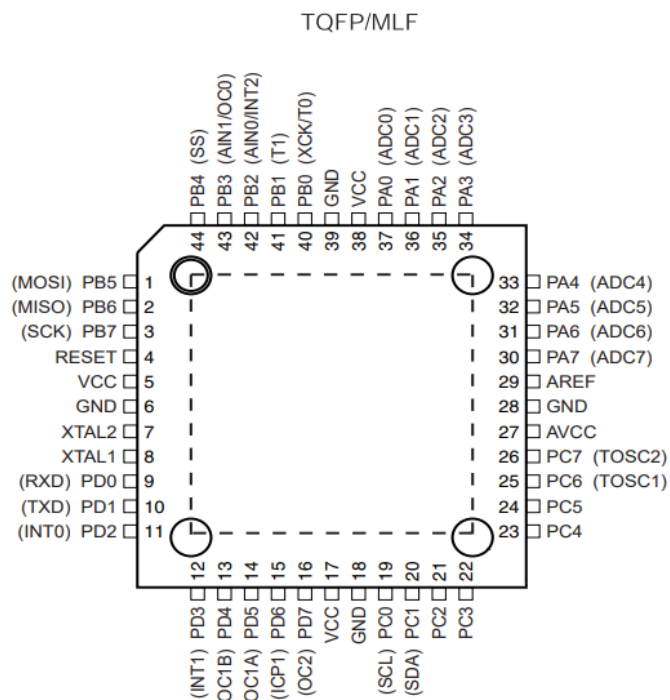 TQFP/MLF
PB4 (SS)
PB3 (AIN1/OC0)
PB2 (AIN0/INT2)
PB1 (T1)
PB0 (XCK/T0)
GND
VCC
PA0 (ADC0)
PA1 (ADC1)
PA2 (ADC2)
PA3 (ADC3)
44 43 42 41 40 39 38 37 36 35 34
(MOSI) PB5 1
(MISO) PB6 2
(SCK) PB7 3
RESET 4
VCC 5
GND 6
XTAL2 7
XTAL1 8
(RXD) PD0 9
(TXD) PD1 10
(INT0) PD2 11
33 PA4 (ADC4)
32 PA5 (ADC5)
31 PA6 (ADC6)
30 PA7 (ADC7)
29 AREF
28 GND
27 AVCC
26 PC7 (TOSC2)
25 PC6 (TOSC1)
24 PC5
23 PC4
12 13 14 15 16 17 18 19 20 21 22
(INT1) PD3
OC1B) PD4
OC1A) PD5
(ICP1) PD6
(OC2) PD7
VCC
GND
(SCL) PC0
(SDA) PC1
PC2
PC3